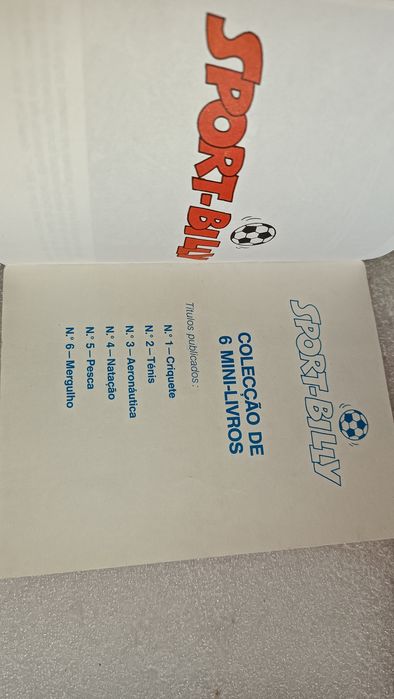 SPORT-BILLY
SPORT-BILLY
COLECÇÃO DE
6 MINI-LIVROS
Títulos publicados:
N.º 1 – Criquete
N.º 2 – Ténis
N.º 3 – Aeronáutica
N.º 4 – Natação
N.º 5 – Pesca
N.º 6 – Mergulho